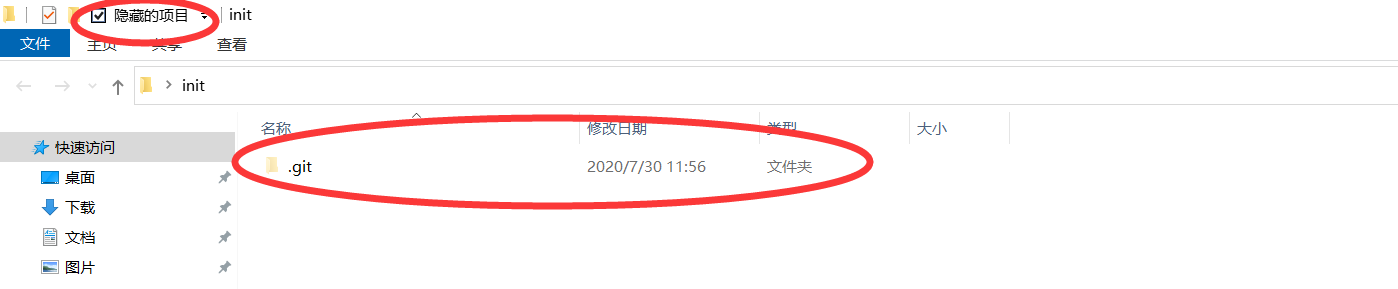 隐藏的项目 init
文件 主页 共享 查看
init
名称 修改日期 类型 大小
快速访问
.git 2020/7/30 11:56 文件夹
桌面
下载
文档
图片